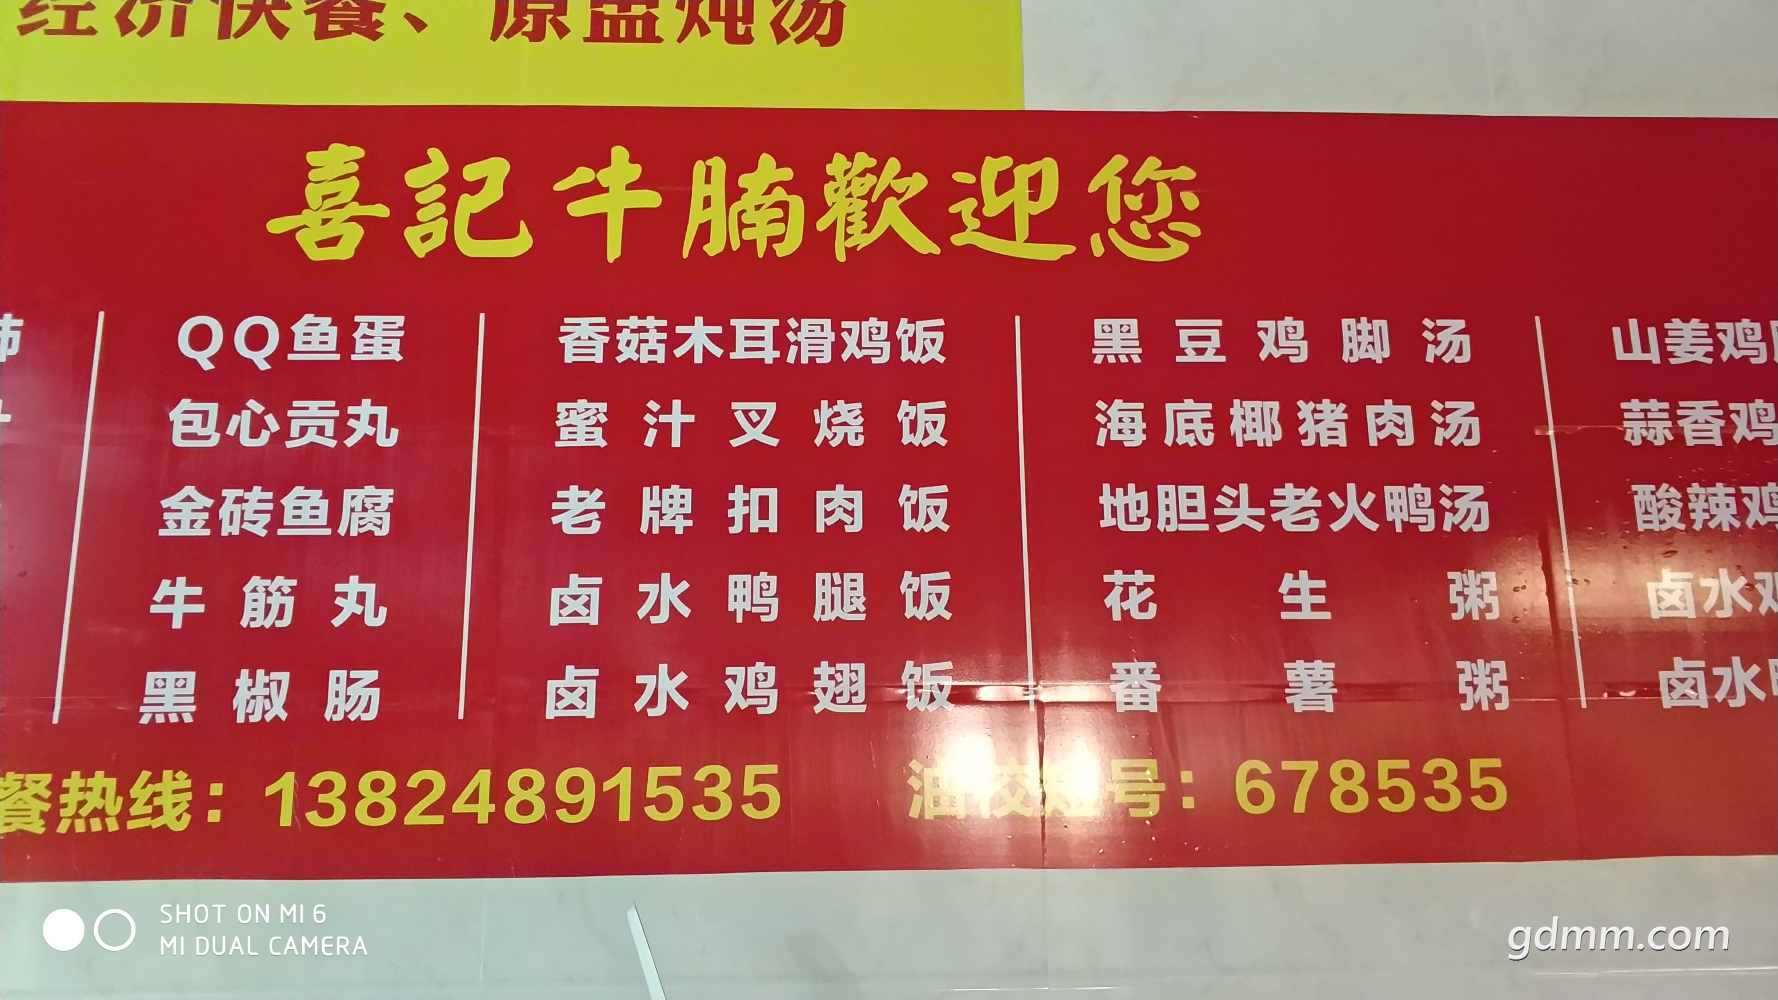 经济快餐、原盅炖汤
喜記牛腩歡迎您
QQ鱼蛋
包心贡丸
金砖鱼腐
牛筋丸
黑椒肠
香菇木耳滑鸡饭
蜜汁叉烧饭
老牌扣肉饭
卤水鸭腿饭
卤水鸡翅饭
黑豆鸡脚汤
海底椰猪肉汤
地胆头老火鸭汤
花生粥
番薯粥
山姜鸡
蒜香鸡
酸辣鸡
卤水鸡
卤水
餐热线：13824891535 油校短号：678535
SHOT ON MI 6
MI DUAL CAMERA
gdmm.com